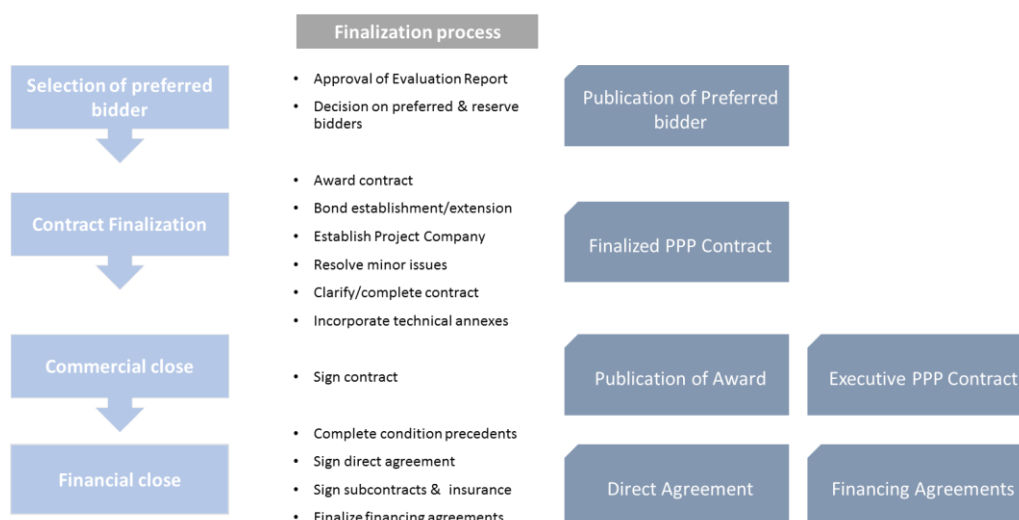 Finalization process
Selection of preferred
bidder
• Approval of Evaluation Report
• Decision on preferred & reserve
bidders
Publication of Preferred
bidder
Contract Finalization
• Award contract
• Bond establishment/extension
• Establish Project Company
• Resolve minor issues
• Clarify/complete contract
• Incorporate technical annexes
Finalized PPP Contract
Commercial close
• Sign contract
Publication of Award
Executive PPP Contract
Financial close
• Complete condition precedents
• Sign direct agreement
• Sign subcontracts & insurance
• Finalize financing agreements
Direct Agreement
Financing Agreements